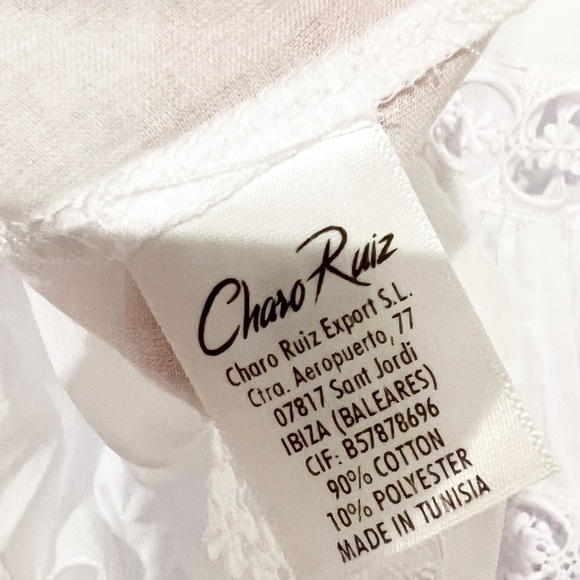 Charo Ruiz
Charo Ruiz Export S.L.
Ctra. Aeropuerto, 77
07817 Sant Jordi
IBIZA (BALEARES)
CIF: B57878696
90% COTTON
10% POLYESTER
MADE IN TUNISIA